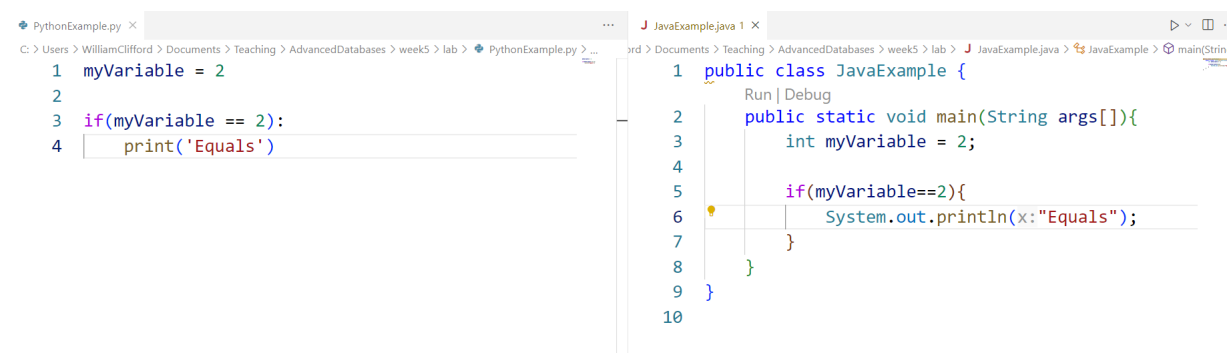 PythonExample.py ×
C: > Users > WilliamClifford > Documents > Teaching > AdvancedDatabases > week5 > lab > PythonExample.py > ...
1 myVariable = 2
2
3 if(myVariable == 2):
4 print('Equals')
J JavaExample.java 1 ×
ord > Documents > Teaching > AdvancedDatabases > week5 > lab > J JavaExample.java > JavaExample > main(Strin
1 public class JavaExample {
Run | Debug
2 public static void main(String args[]){
3 int myVariable = 2;
4
5 if(myVariable==2){
6 System.out.println(x:"Equals");
7 }
8 }
9 }
10